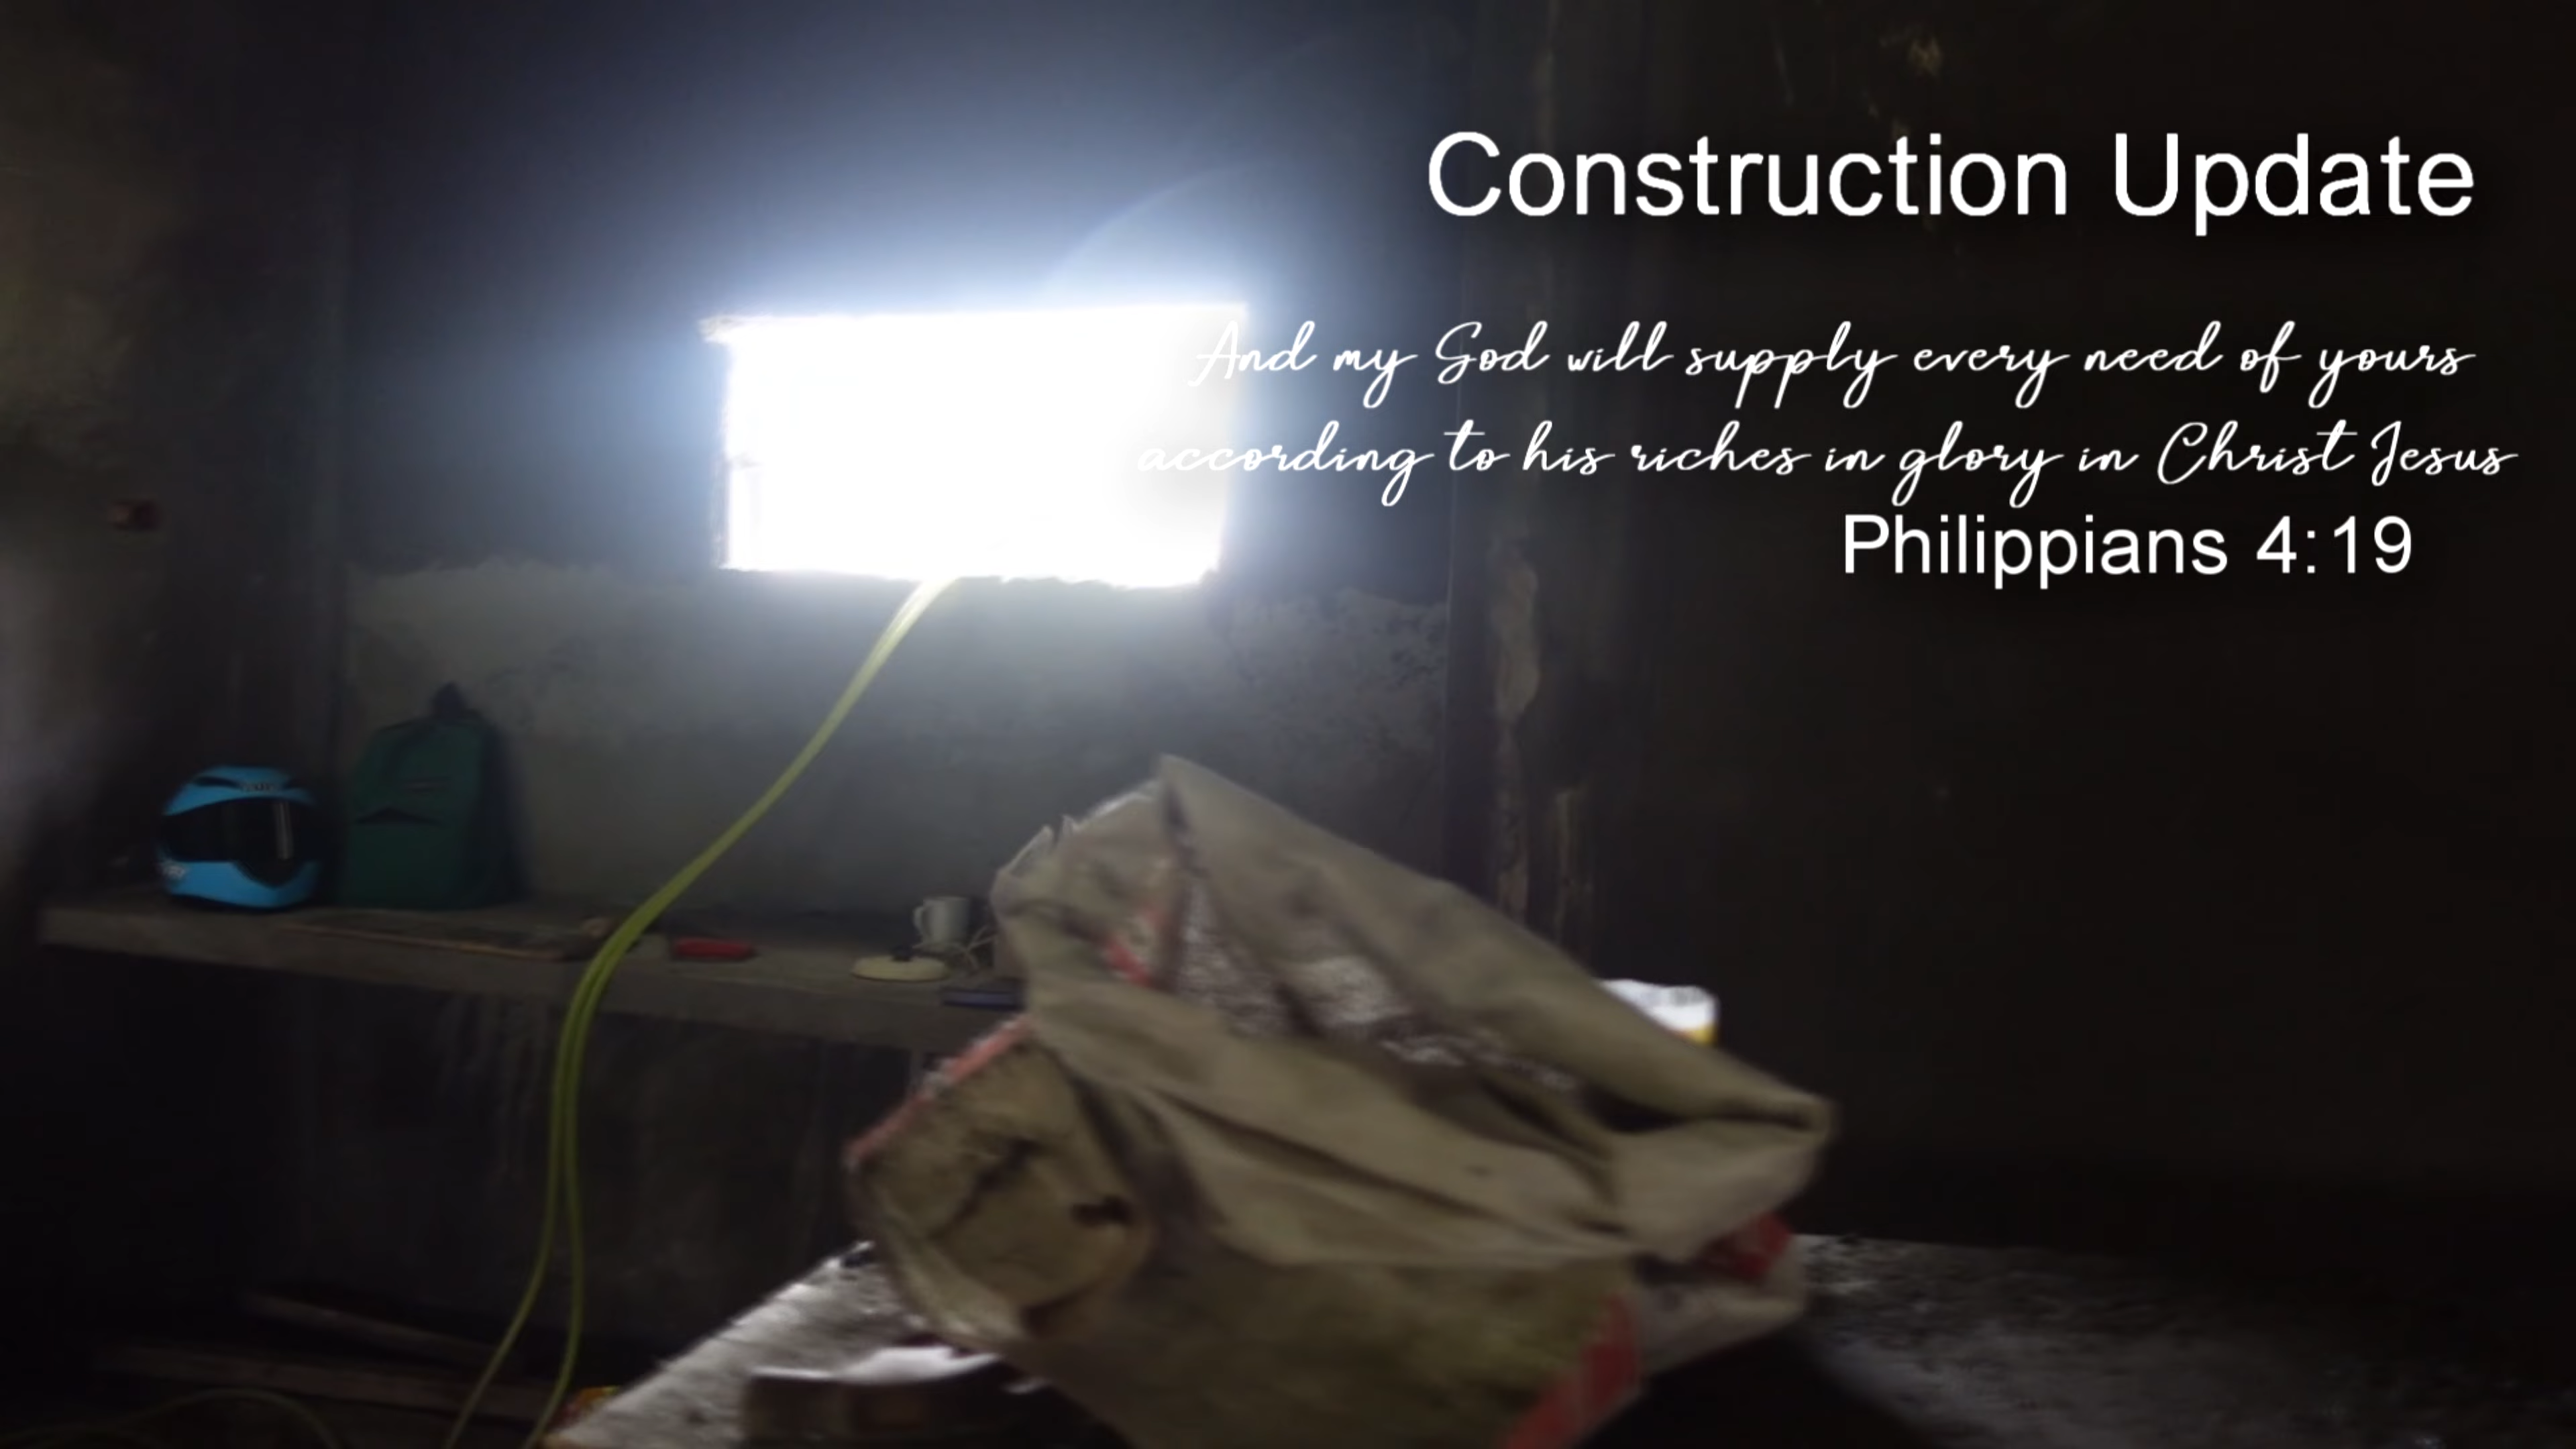 Construction Update
And my God will supply every need of yours
according to his riches in glory in Christ Jesus
Philippians 4:19